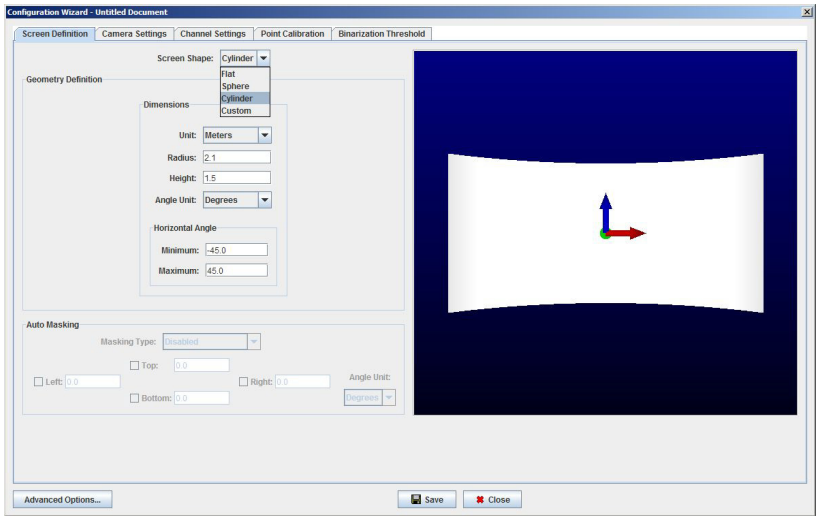 Configuration Wizard - Untitled Document
Screen Definition Camera Settings Channel Settings Point Calibration Binarization Threshold
Screen Shape: Cylinder
Flat
Sphere
Cylinder
Custom
Geometry Definition
Dimensions
Unit: Meters
Radius: 2.1
Height: 1.5
Angle Unit: Degrees
Horizontal Angle
Minimum: -45.0
Maximum: 45.0
Auto Masking
Masking Type: Disabled
Top: 0.0
Left: 0.0 Right: 0.0 Angle Unit:
Bottom: 0.0 Degrees
Advanced Options... Save Close